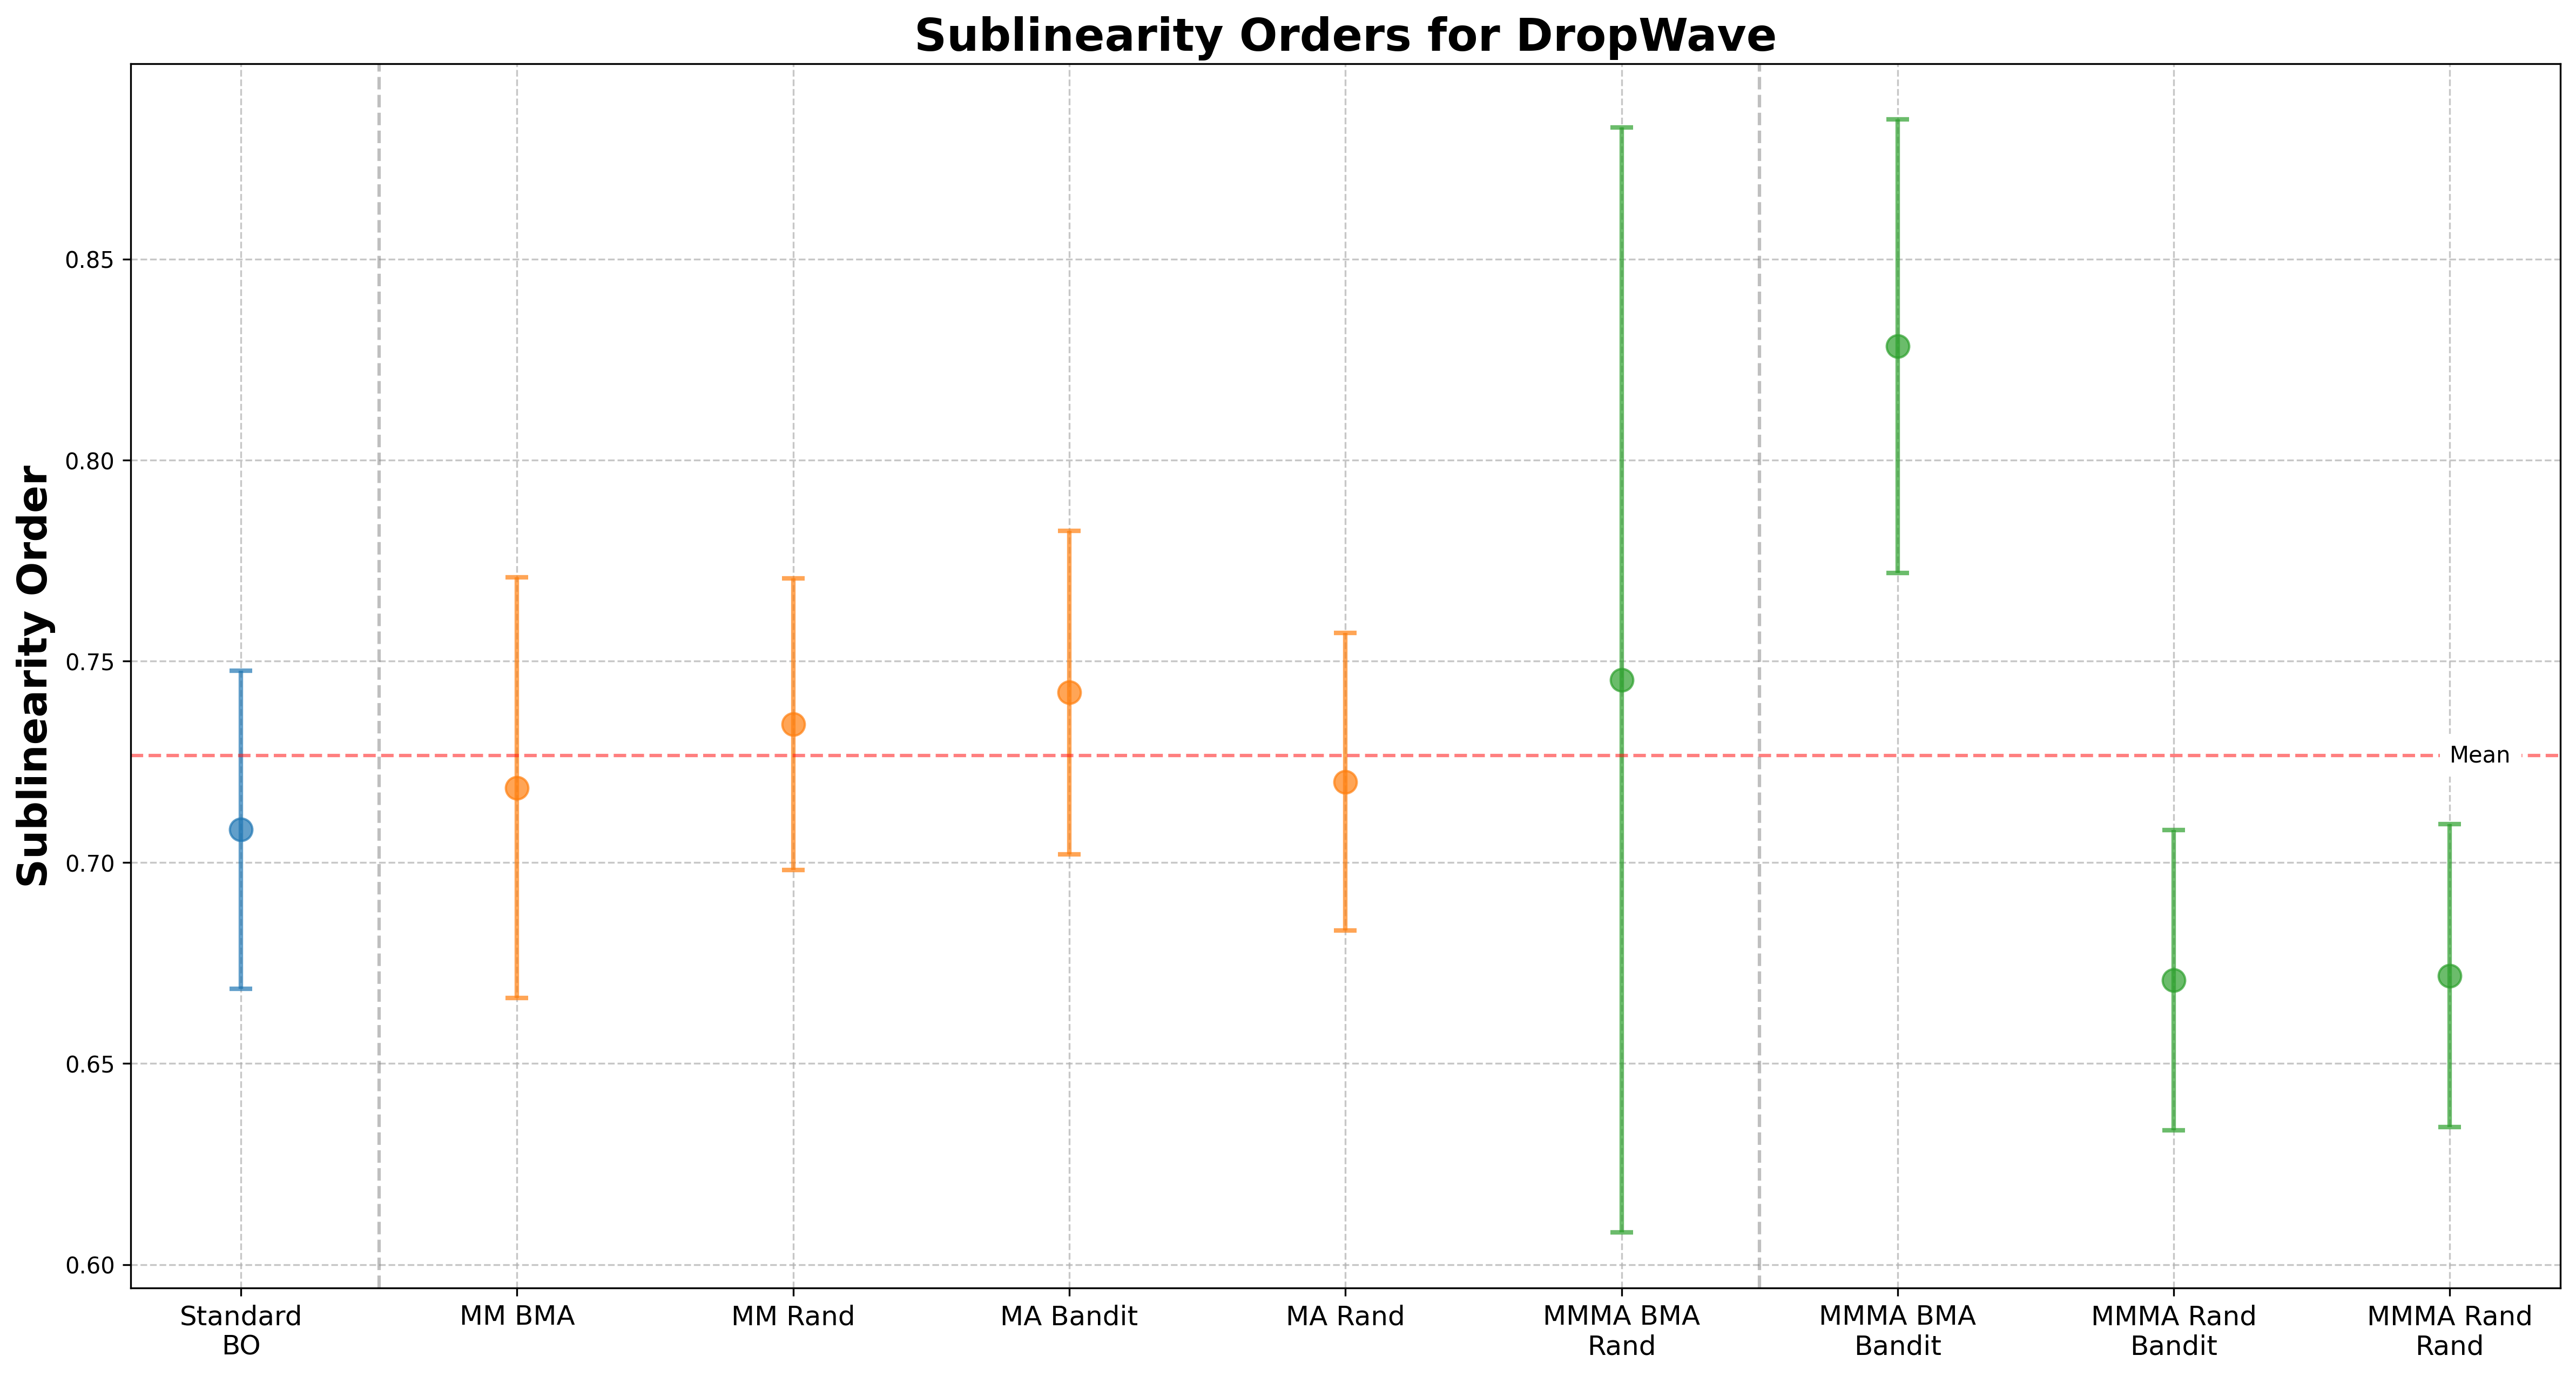 Sublinearity Orders for DropWave
Sublinearity Order
0.85
0.80
0.75
0.70
0.65
0.60
Mean
Standard
BO
MM BMA
MM Rand
MA Bandit
MA Rand
MMMA BMA
Rand
MMMA BMA
Bandit
MMMA Rand
Bandit
MMMA Rand
Rand